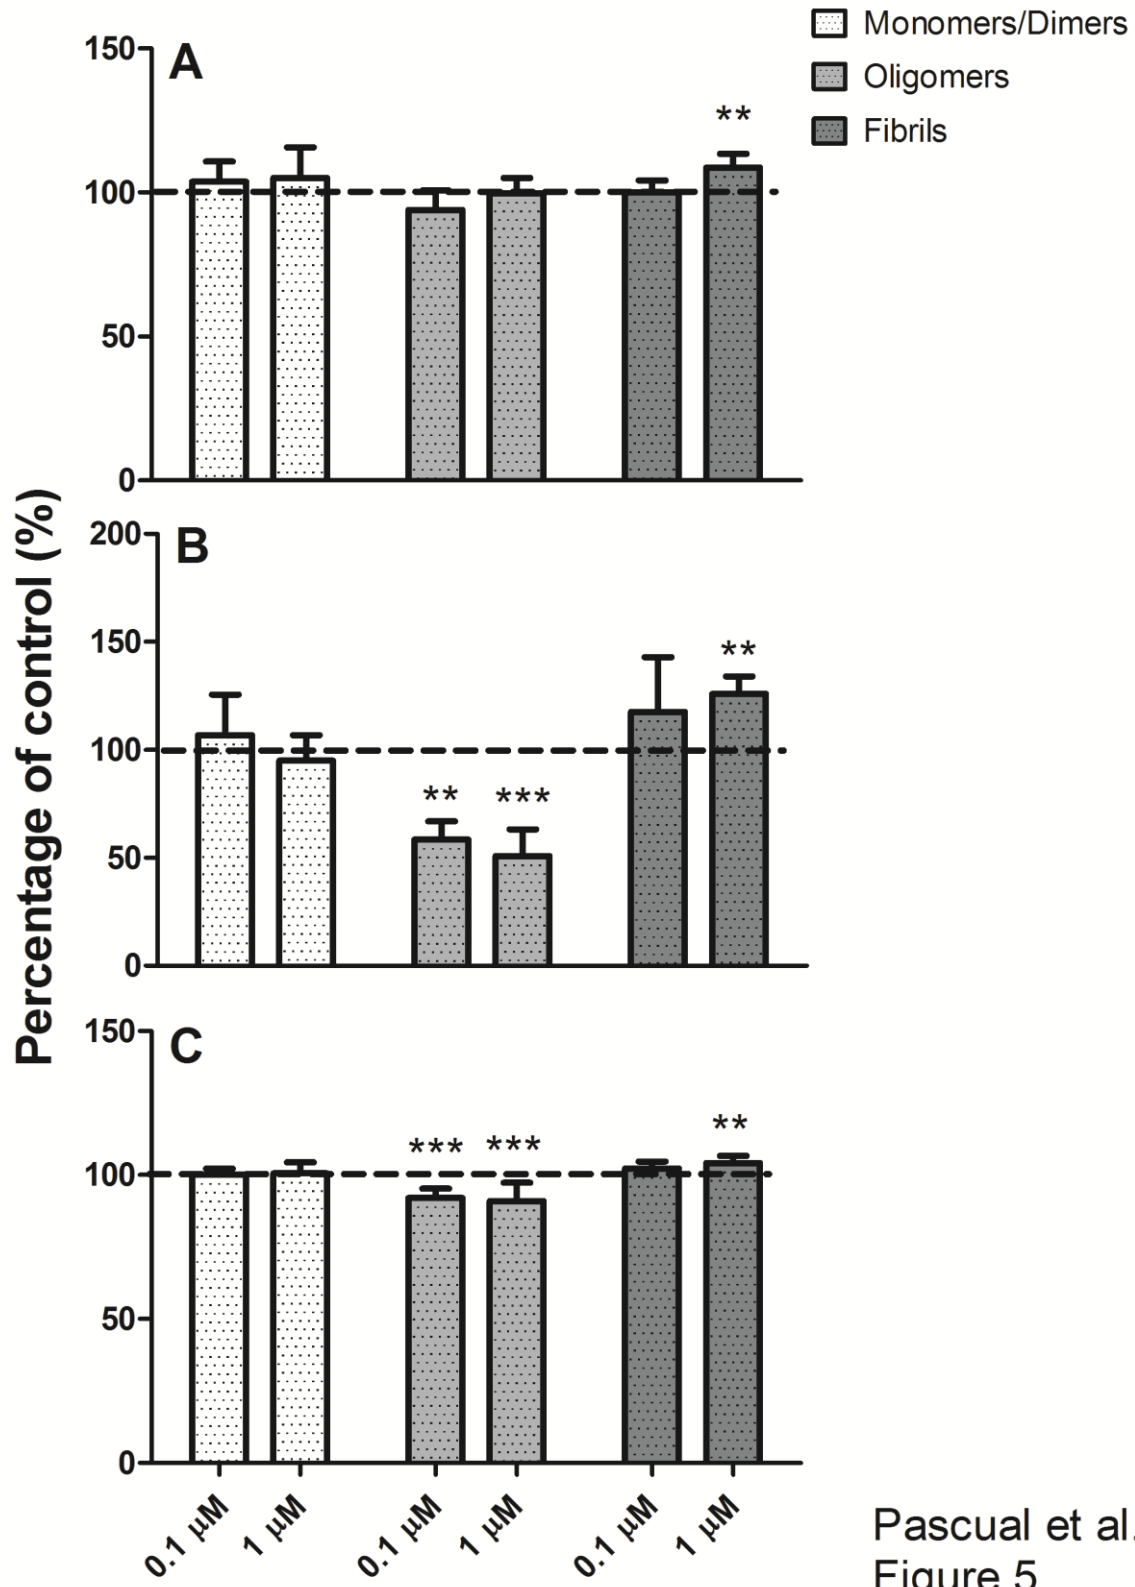 Monomers/Dimers
Oligomers
Fibrils
Percentage of control (%)
A
150
100
50
0
**
B
200
150
100
50
0
**
***
**
C
150
100
50
0
***
***
**
0.1 μM
1 μM
0.1 μM
1 μM
0.1 μM
1 μM
Pascual et al.
Figure 5